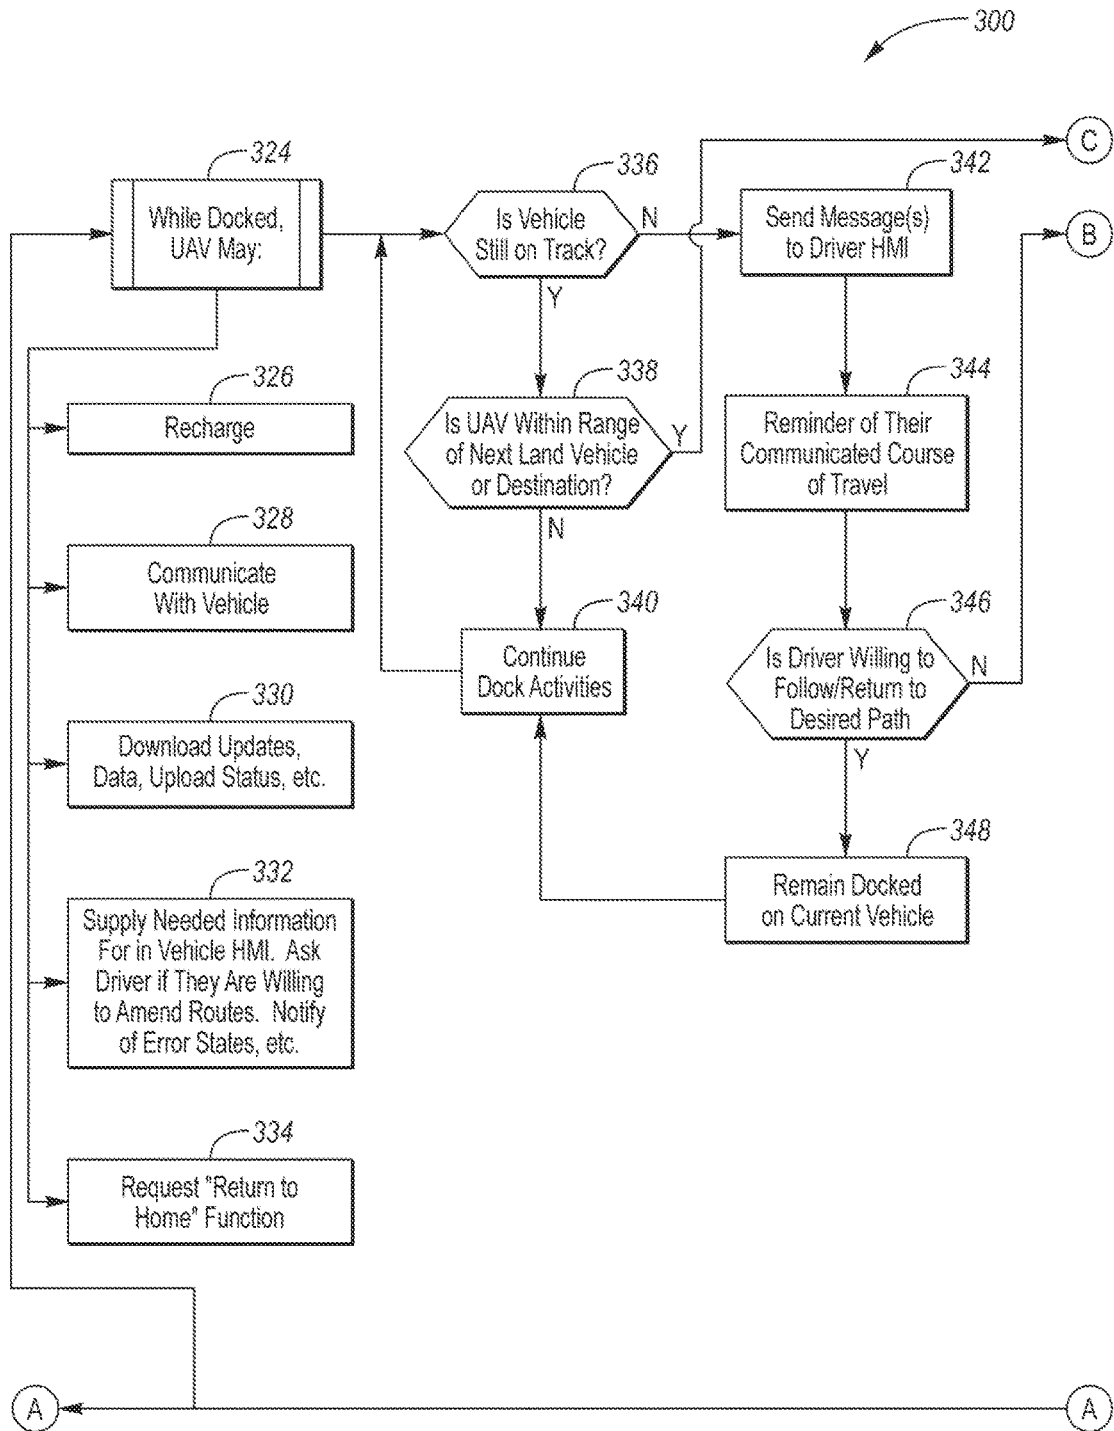 300
C
324
While Docked,
UAV May:
336
Is Vehicle
Still on Track?
N
Y
342
Send Message(s)
to Driver HMI
B
326
Recharge
338
Is UAV Within Range
of Next Land Vehicle
or Destination?
Y
N
344
Reminder of Their
Communicated Course
of Travel
328
Communicate
With Vehicle
340
Continue
Dock Activities
346
Is Driver Willing to
Follow/Return to
Desired Path
N
Y
330
Download Updates,
Data, Upload Status, etc.
348
Remain Docked
on Current Vehicle
332
Supply Needed Information
For in Vehicle HMI. Ask
Driver if They Are Willing
to Amend Routes. Notify
of Error States, etc.
334
Request "Return to
Home" Function
A
A